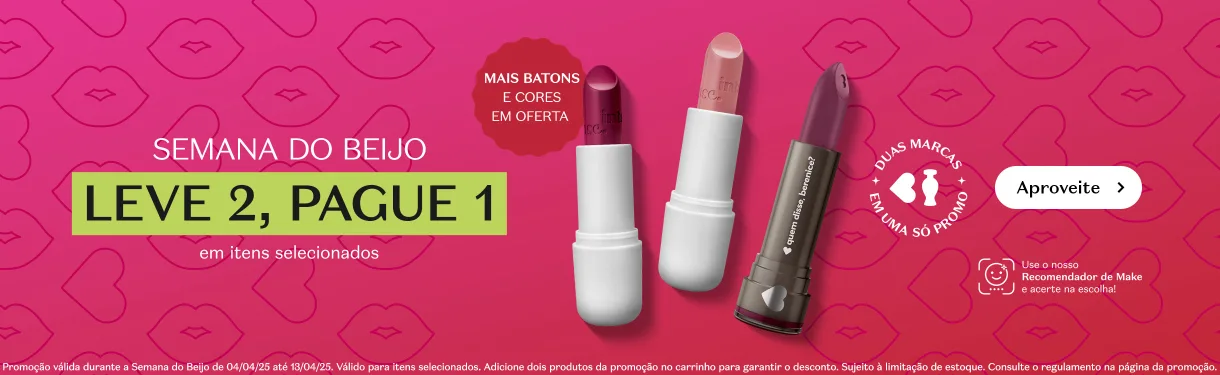 SEMANA DO BEIJO
LEVE 2, PAGUE 1
em itens selecionados
MAIS BATONS
E CORES
EM OFERTA
quem disse, berenice?
DUAS MARCAS
EM UMA SÓ PROMO
Aproveite
Use o nosso
Recomendador de Make
e acerte na escolha!
Promoção válida durante a Semana do Beijo de 04/04/25 até 13/04/25. Válido para itens selecionados. Adicione dois produtos da promoção no carrinho para garantir o desconto. Sujeito à limitação de estoque. Consulte o regulamento na página da promoção.